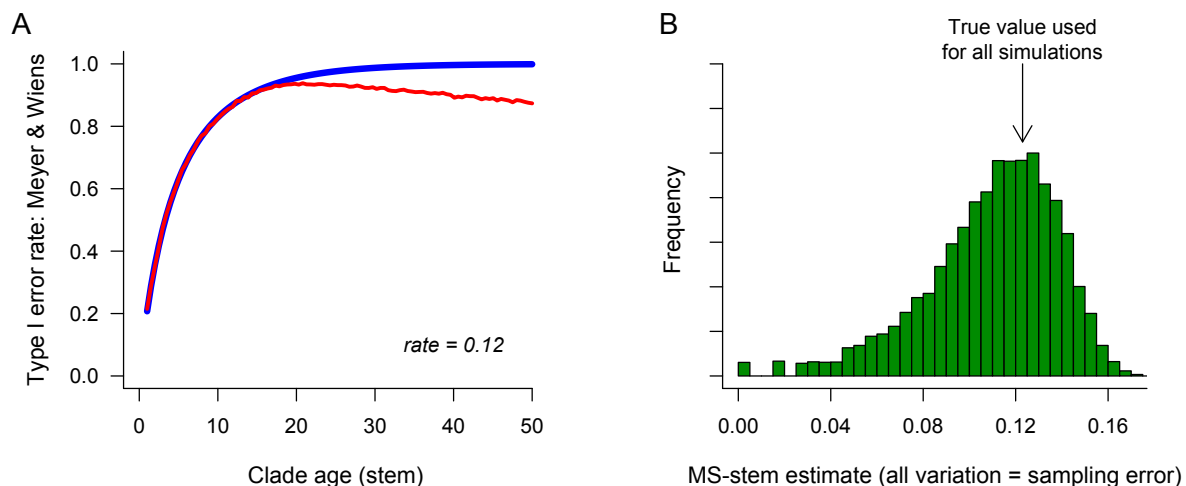 A
Type I error rate: Meyer & Wiens
1.0
0.8
0.6
0.4
0.2
0.0
rate = 0.12
0 10 20 30 40 50
Clade age (stem)
B
True value used
for all simulations
Frequency
0.00 0.04 0.08 0.12 0.16
MS-stem estimate (all variation = sampling error)